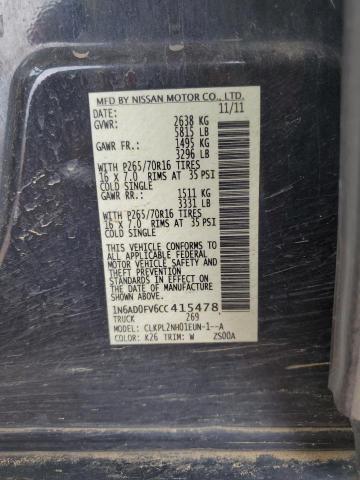 MFD BY NISSAN MOTOR CO., LTD.
DATE: 11/11
GVWR: 2638 KG
5815 LB
GAWR FR: 1495 KG
3296 LB
WITH P265/70R16 TIRES
16 X 7.0 RIMS AT 35 PSI
COLD SINGLE
GAWR RR: 1511 KG
3331 LB
WITH P265/70R16 TIRES
16 X 7.0 RIMS AT 35 PSI
COLD SINGLE
THIS VEHICLE CONFORMS TO
ALL APPLICABLE FEDERAL
MOTOR VEHICLE SAFETY
STANDARDS IN EFFECT ON
THE DATE OF MANUFACTURE
SHOWN ABOVE.
1N6AD0FV6CC415478
TRUCK 269
MODEL: CLKPL2NH01EUN-1--A
COLOR: K26 TRIM: W ZS00A